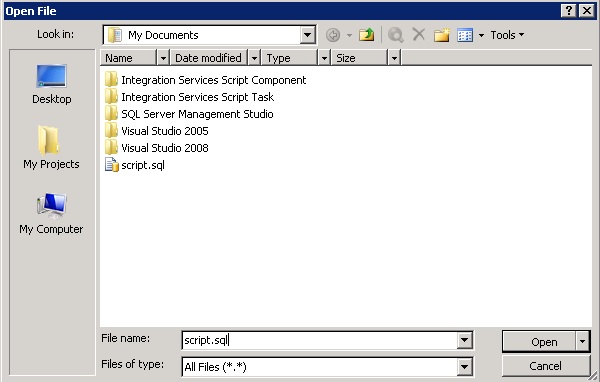 Open File
Look in: My Documents Tools
Name Date modified Type Size
Desktop
My Projects
My Computer
Integration Services Script Component
Integration Services Script Task
SQL Server Management Studio
Visual Studio 2005
Visual Studio 2008
script.sql
File name: script.sql Open
Files of type: All Files (*.*) Cancel